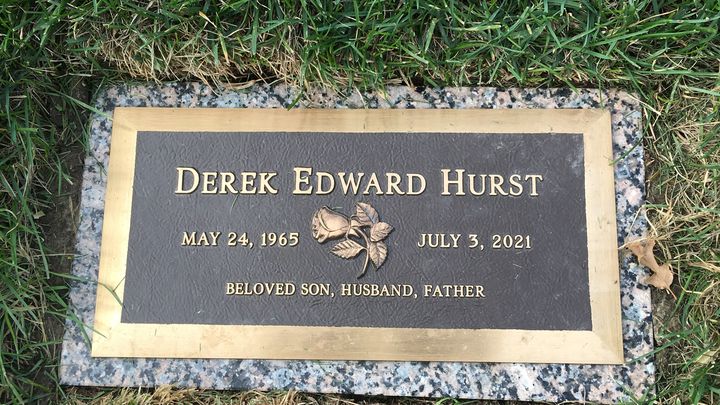 DEREK EDWARD HURST
MAY 24, 1965 JULY 3, 2021
BELOVED SON, HUSBAND, FATHER